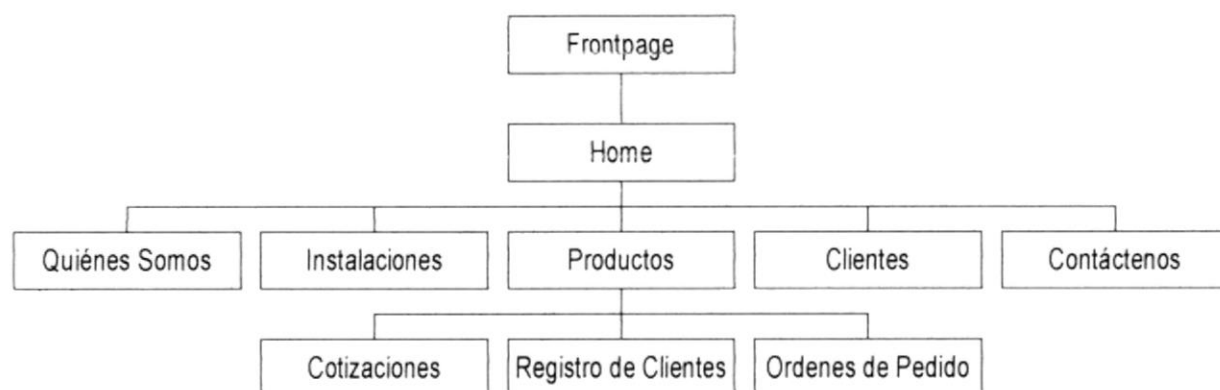 Frontpage
Home
Quiénes Somos
Instalaciones
Productos
Clientes
Contáctenos
Cotizaciones
Registro de Clientes
Ordenes de Pedido